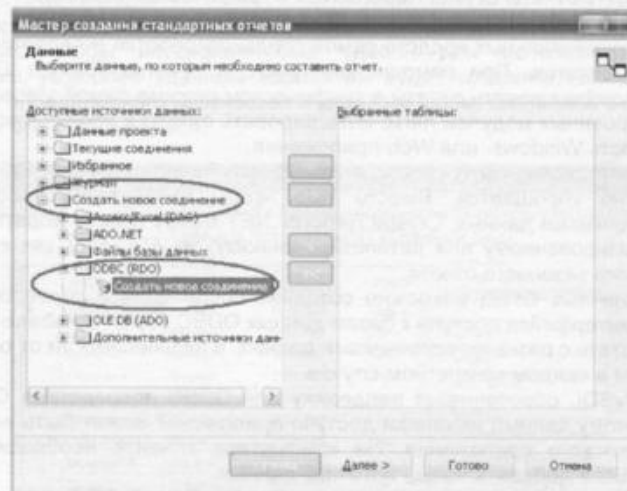 Мастер создания стандартных отчетов
Данные
Выберите данные, по которым необходимо составить отчет.
Доступные источники данных:
Выбранные таблицы:
Данные проекта
Текущие соединения
Избранное
Журнал
Создать новое соединение
Access/Excel (DAO)
ADO.NET
Файлы базы данных
ODBC (RDO)
Создать новое соединение
OLE DB (ADO)
Дополнительные источники данн
Далее >
Готово
Отмена